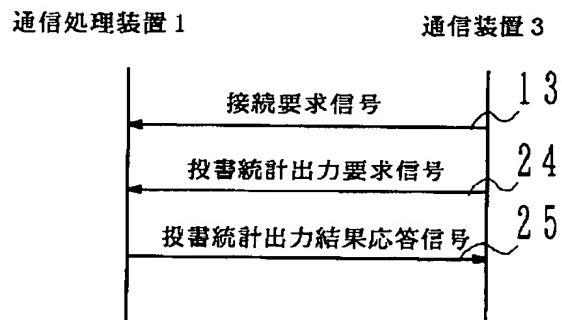 通信処理装置1 通信装置3
接続要求信号 13
投書統計出力要求信号 24
投書統計出力結果応答信号 25